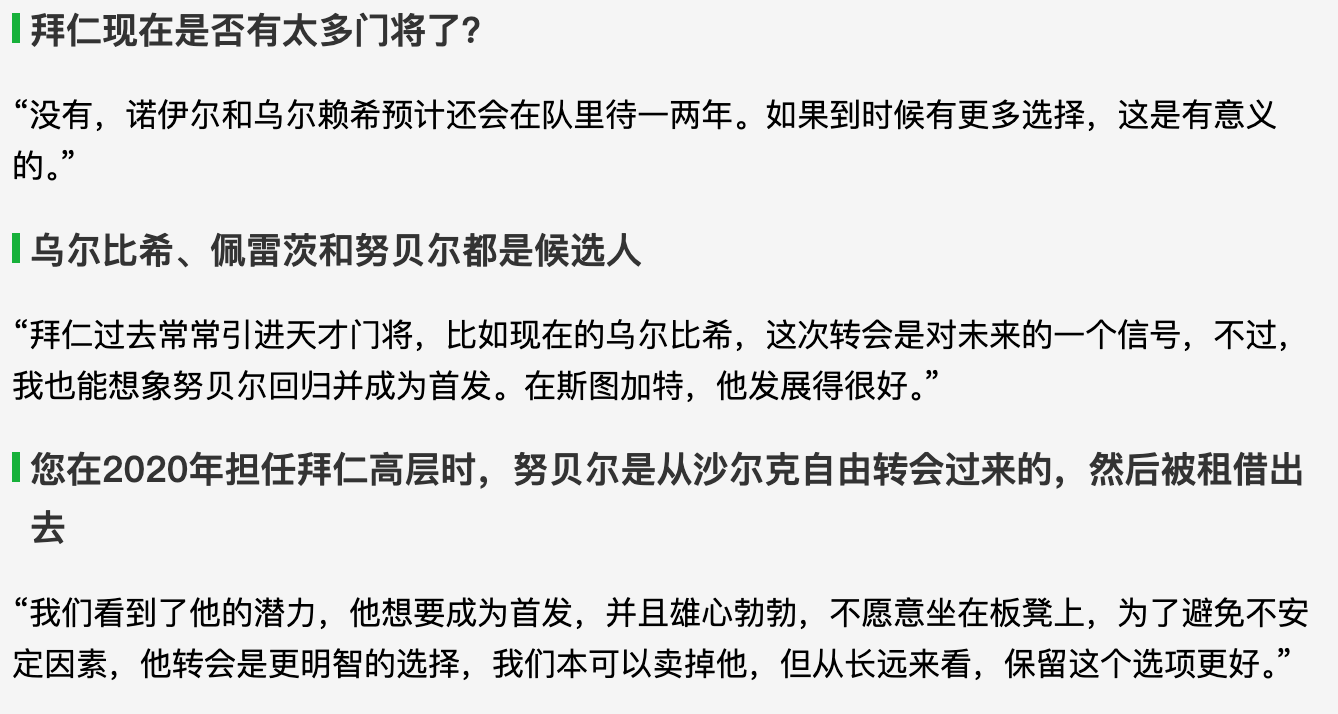 拜仁现在是否有太多门将了？
“没有，诺伊尔和乌尔赖希预计还会在队里待一两年。如果到时候有更多选择，这是有意义
的。”
乌尔比希、佩雷茨和努贝尔都是候选人
“拜仁过去常常引进天才门将，比如现在的乌尔比希，这次转会是对未来的一个信号，不过，
我也能想象努贝尔回归并成为首发。在斯图加特，他发展得很好。”
您在2020年担任拜仁高层时，努贝尔是从沙尔克自由转会过来的，然后被租借出
去
“我们看到了他的潜力，他想要成为首发，并且雄心勃勃，不愿意坐在板凳上，为了避免不安
定因素，他转会是更明智的选择，我们本可以卖掉他，但从长远来看，保留这个选项更好。”